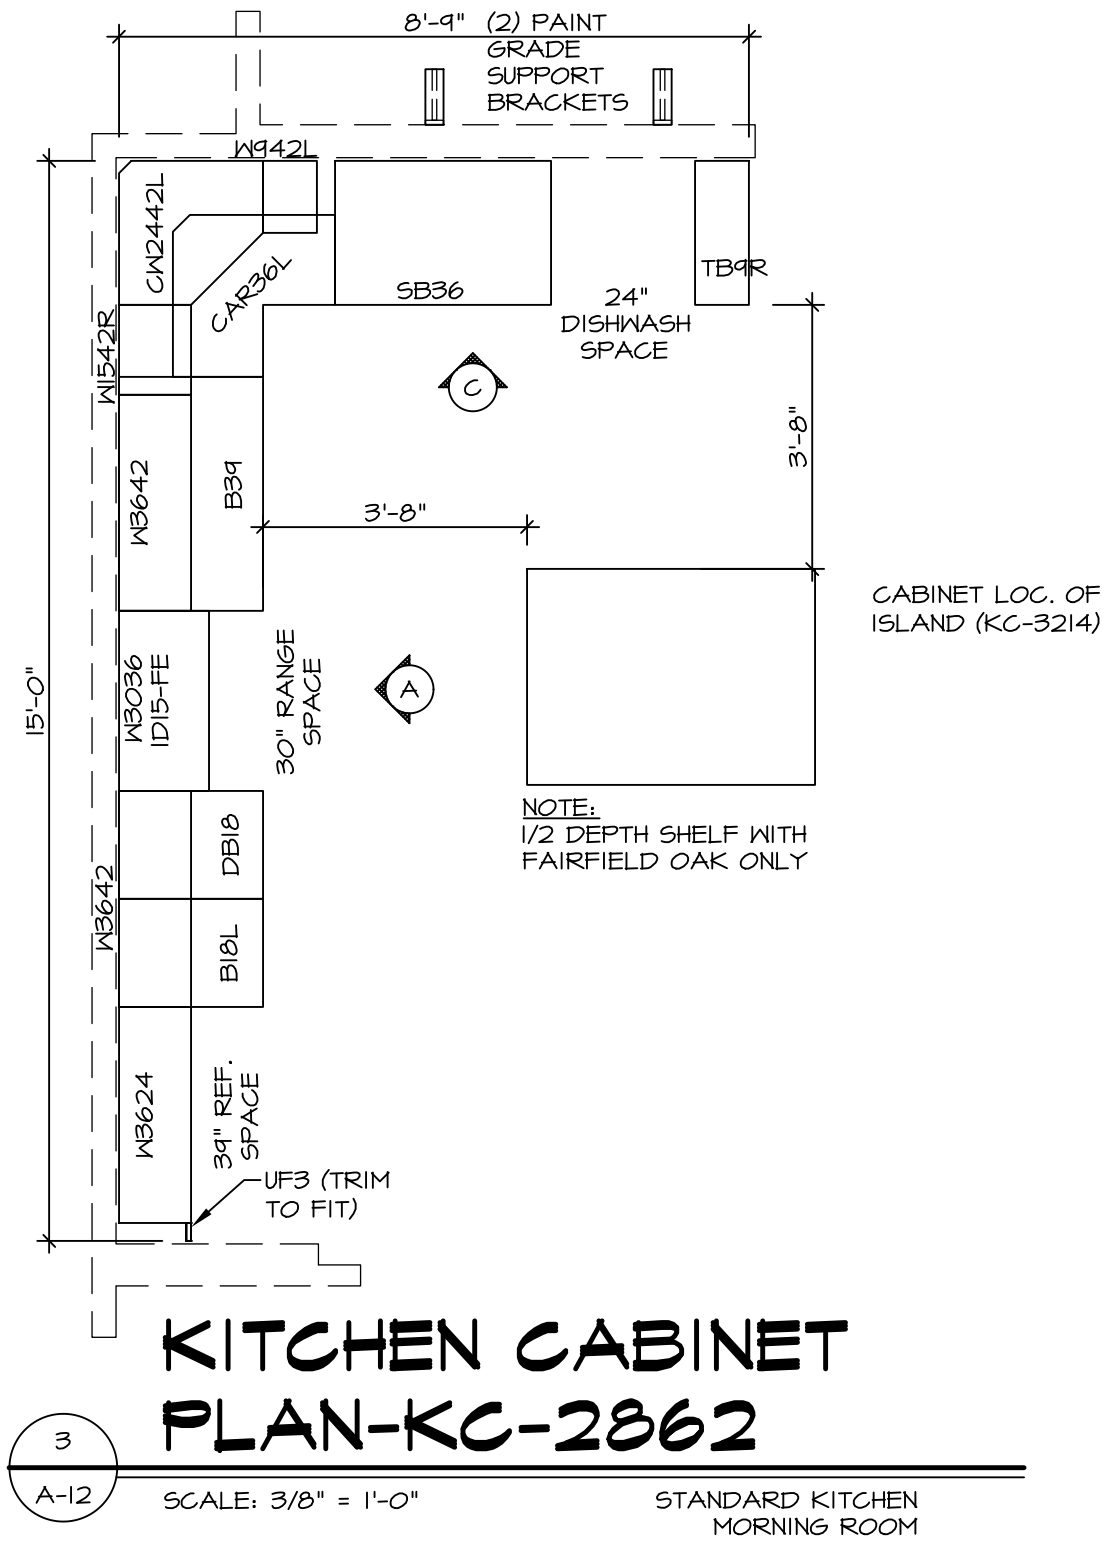 8'-9" (2) PAINT
GRADE
SUPPORT
BRACKETS
W942L
CW2442L
CAR36L
SB36
TB9R
24"
DISHWASH
SPACE
W1542R
C
3'-8"
W3642
B39
3'-8"
CABINET LOC. OF
ISLAND (KC-3214)
15'-0"
W3036
1D15-FE
30" RANGE
SPACE
A
NOTE:
1/2 DEPTH SHELF WITH
FAIRFIELD OAK ONLY
DB18
W3642
B18L
W3624
39" REF.
SPACE
UF3 (TRIM
TO FIT)
KITCHEN CABINET
PLAN-KC-2862
3
A-12
SCALE: 3/8" = 1'-0"
STANDARD KITCHEN
MORNING ROOM